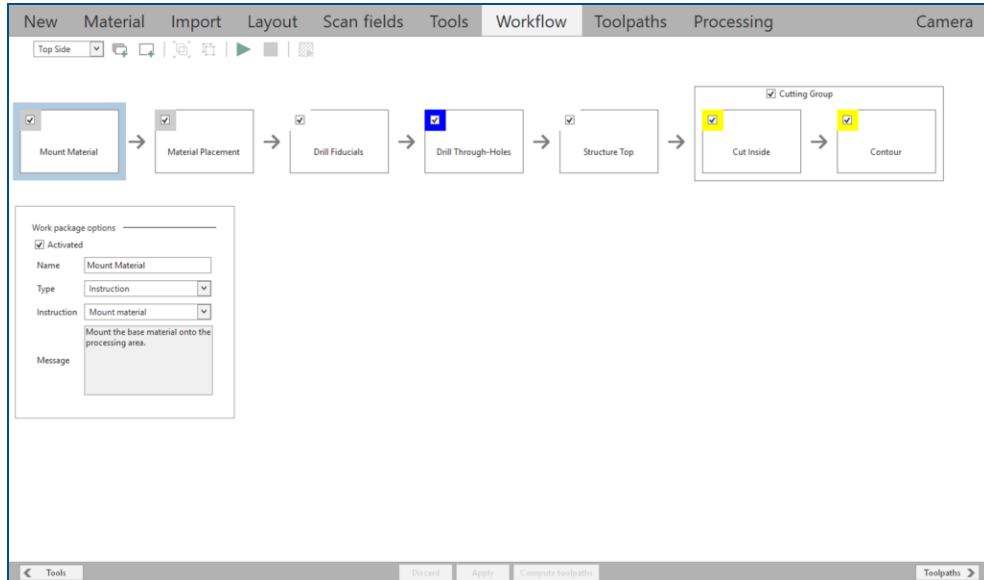 New Material Import Layout Scan fields Tools Workflow Toolpaths Processing Camera
Top Side
Cutting Group
Mount Material
Material Placement
Drill Fiducials
Drill Through-Holes
Structure Top
Cut Inside
Contour
Work package options
Activated
Name Mount Material
Type Instruction
Instruction Mount material
Message
Mount the base material onto the
processing area.
Tools Discard Apply Compute toolpaths Toolpaths